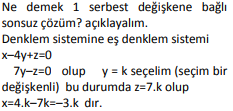 Ne demek 1 serbest değişkene bağlı
sonsuz çözüm? açıklayalım.
Denklem sistemine eş denklem sistemi
x–4y+z=0
7y–z=0 olup y = k seçelim (seçim bir
değişkenli) bu durumda z=7.k olup
x=4.k–7k=–3.k dır.